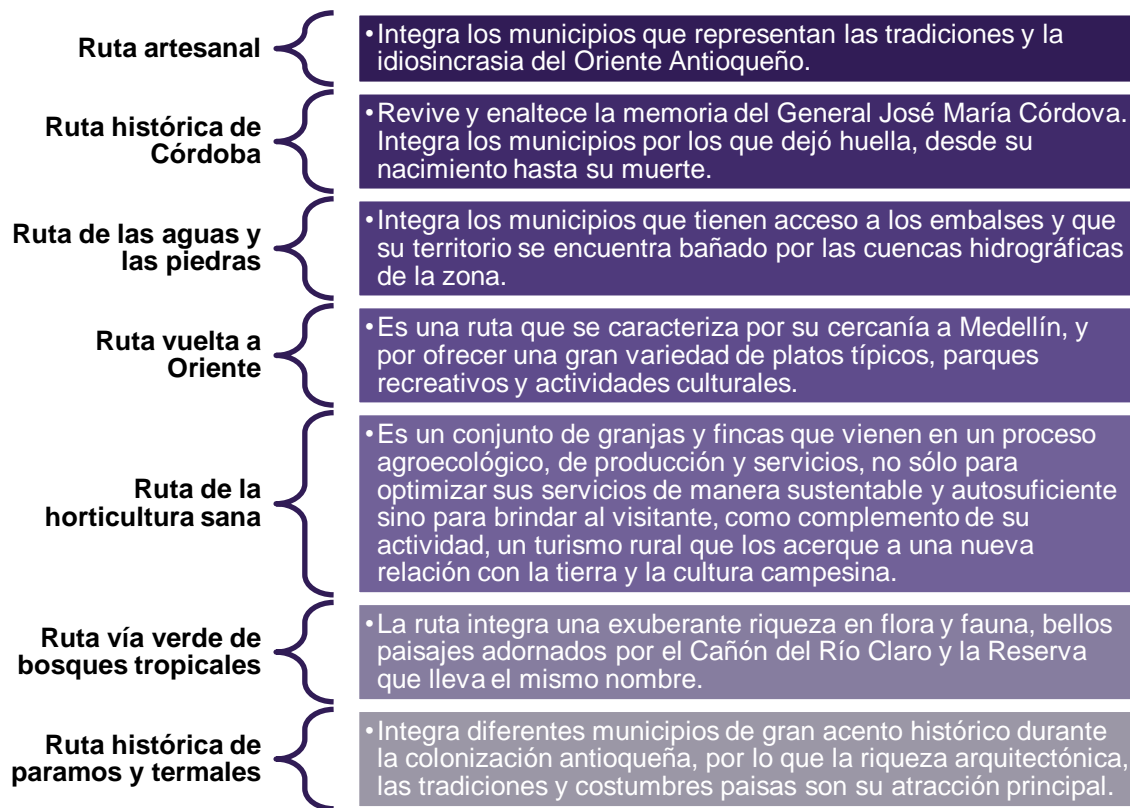 Ruta artesanal
•Integra los municipios que representan las tradiciones y la
idiosincrasia del Oriente Antioqueño.
Ruta histórica de
Córdoba
•Revive y enaltece la memoria del General José María Córdova.
Integra los municipios por los que dejó huella, desde su
nacimiento hasta su muerte.
Ruta de las aguas y
las piedras
•Integra los municipios que tienen acceso a los embalses y que
su territorio se encuentra bañado por las cuencas hidrográficas
de la zona.
Ruta vuelta a
Oriente
•Es una ruta que se caracteriza por su cercanía a Medellín, y
por ofrecer una gran variedad de platos típicos, parques
recreativos y actividades culturales.
Ruta de la
horticultura sana
•Es un conjunto de granjas y fincas que vienen en un proceso
agroecológico, de producción y servicios, no sólo para
optimizar sus servicios de manera sustentable y autosuficiente
sino para brindar al visitante, como complemento de su
actividad, un turismo rural que los acerque a una nueva
relación con la tierra y la cultura campesina.
Ruta vía verde de
bosques tropicales
•La ruta integra una exuberante riqueza en flora y fauna, bellos
paisajes adornados por el Cañón del Río Claro y la Reserva
que lleva el mismo nombre.
Ruta histórica de
paramos y termales
•Integra diferentes municipios de gran acento histórico durante
la colonización antioqueña, por lo que la riqueza arquitectónica,
las tradiciones y costumbres paisas son su atracción principal.